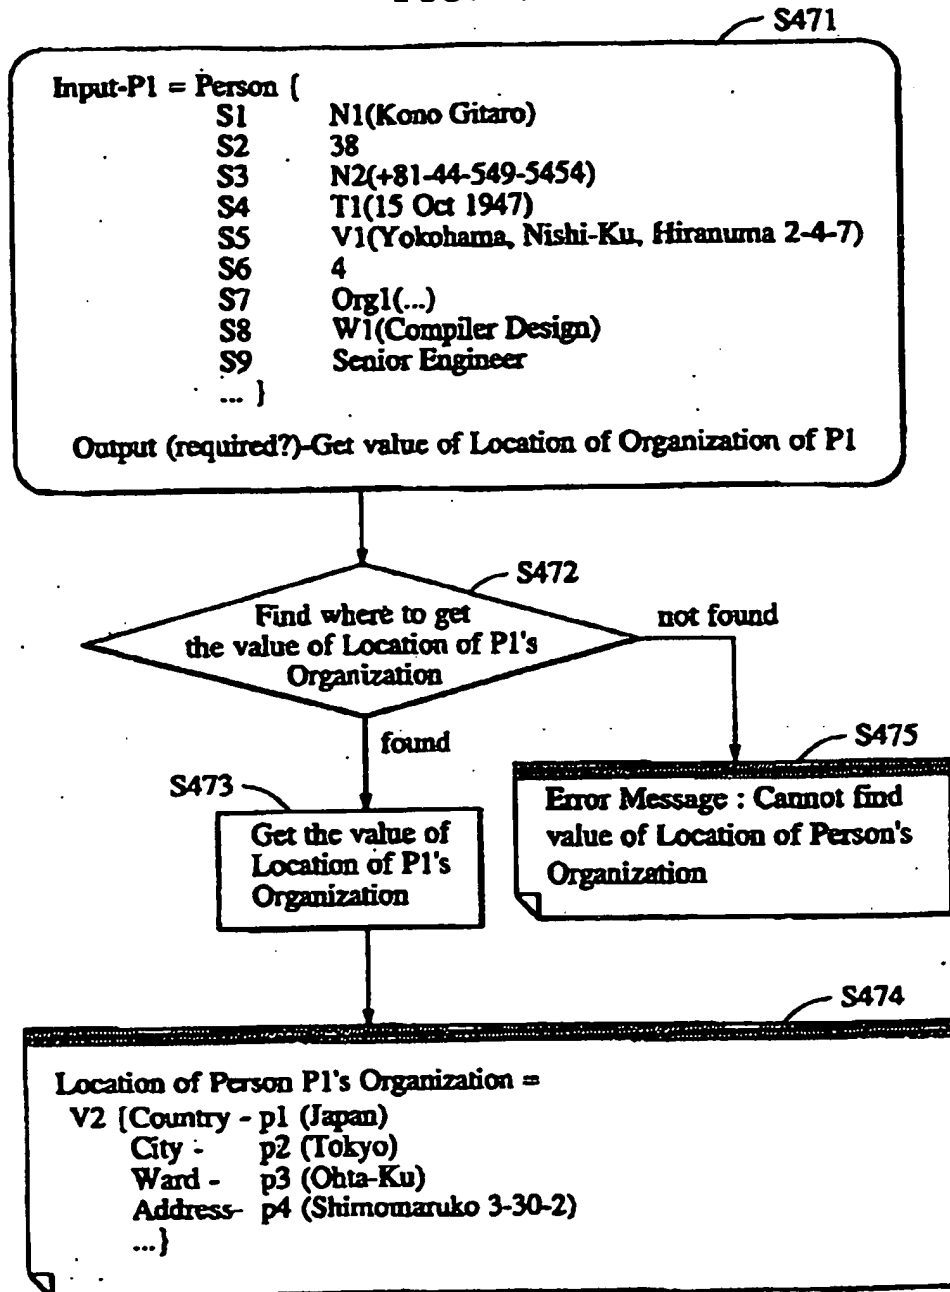 S471
Input-P1 = Person {
S1 N1(Kono Gitaro)
S2 38
S3 N2(+81-44-549-5454)
S4 T1(15 Oct 1947)
S5 V1(Yokohama, Nishi-Ku, Hiranuma 2-4-7)
S6 4
S7 Org1(...)
S8 W1(Compiler Design)
S9 Senior Engineer
... }
Output (required?)-Get value of Location of Organization of P1
S472
Find where to get
the value of Location of P1's
Organization
not found
found
S475
Error Message : Cannot find
value of Location of Person's
Organization
S473
Get the value of
Location of P1's
Organization
S474
Location of Person P1's Organization =
V2 {Country - p1 (Japan)
City - p2 (Tokyo)
Ward - p3 (Ohta-Ku)
Address- p4 (Shimomaruko 3-30-2)
...}